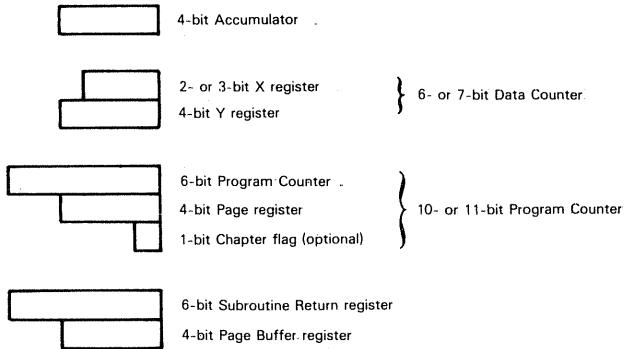 4-bit Accumulator
2- or 3-bit X register
4-bit Y register
6- or 7-bit Data Counter
6-bit Program Counter
4-bit Page register
1-bit Chapter flag (optional)
10- or 11-bit Program Counter
6-bit Subroutine Return register
4-bit Page Buffer register